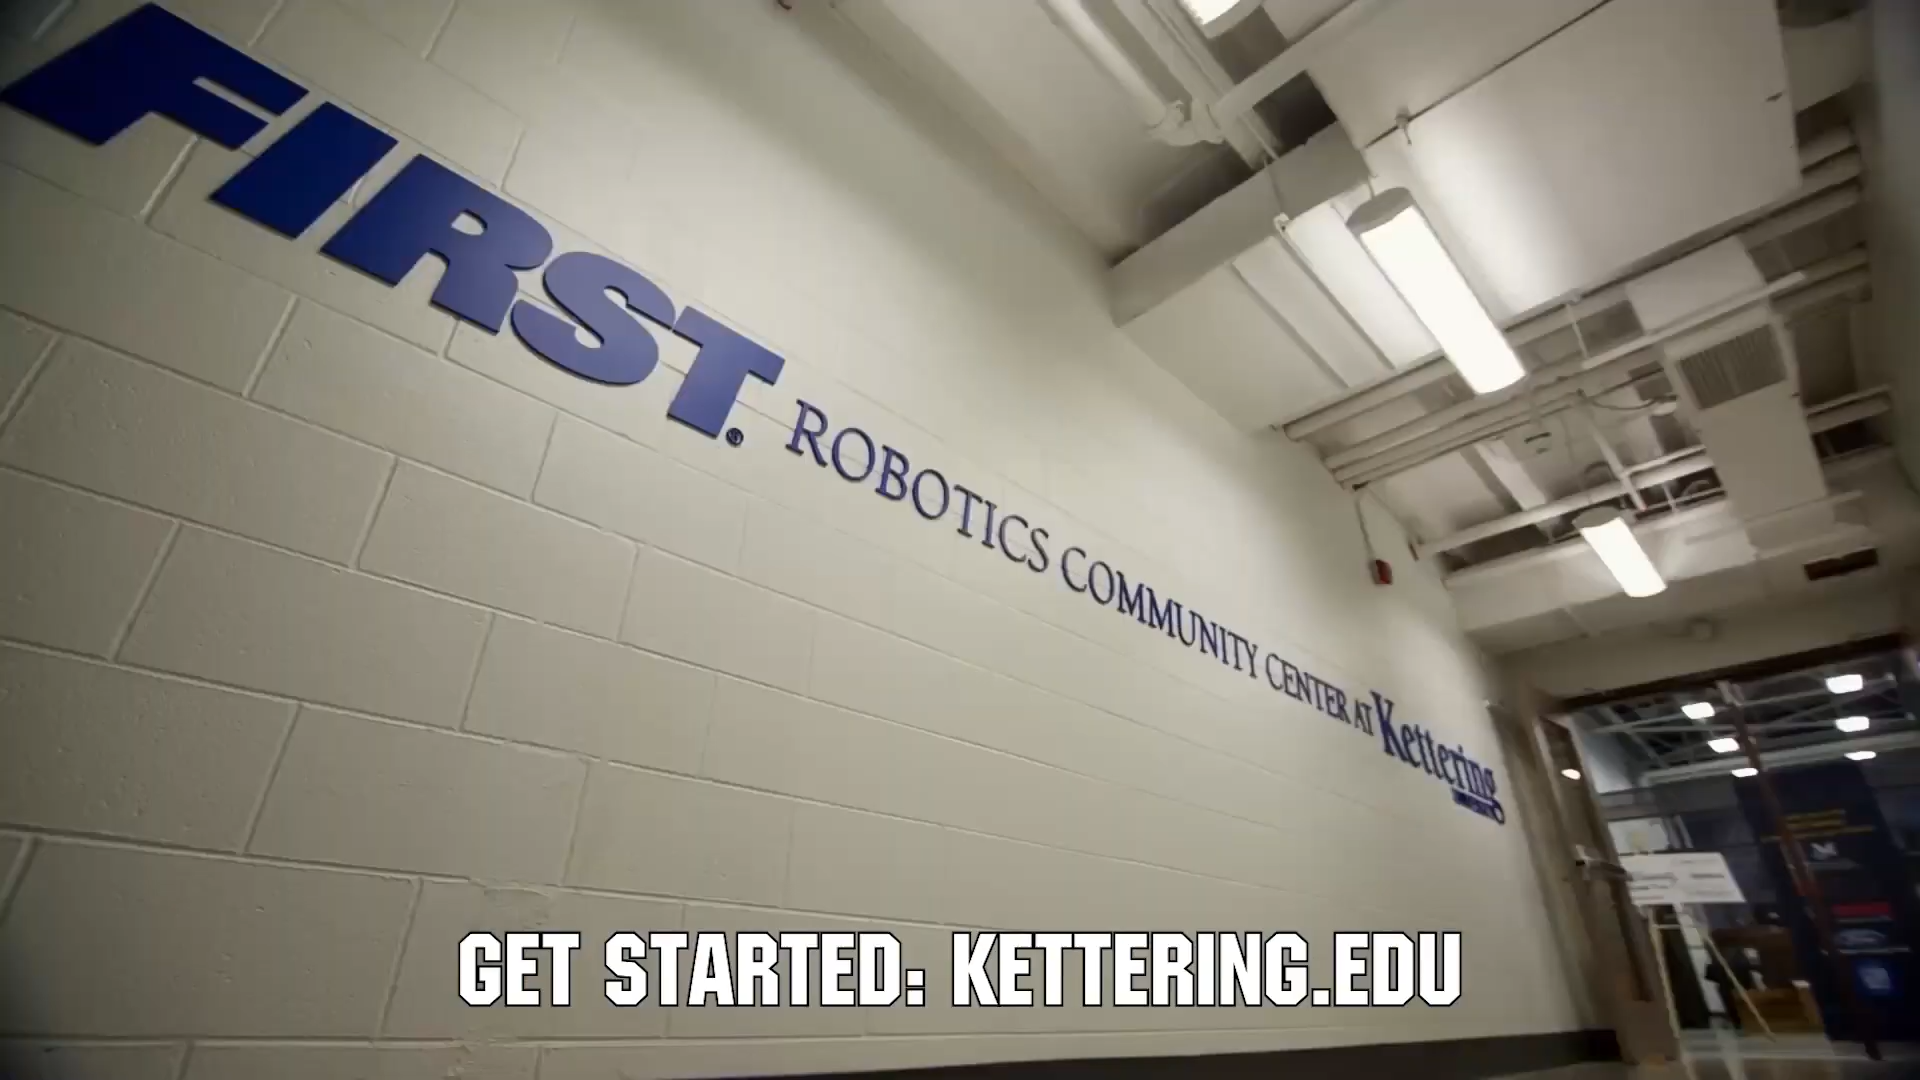 FIRST® ROBOTICS COMMUNITY CENTER AT Kettering
GET STARTED: KETTERING.EDU